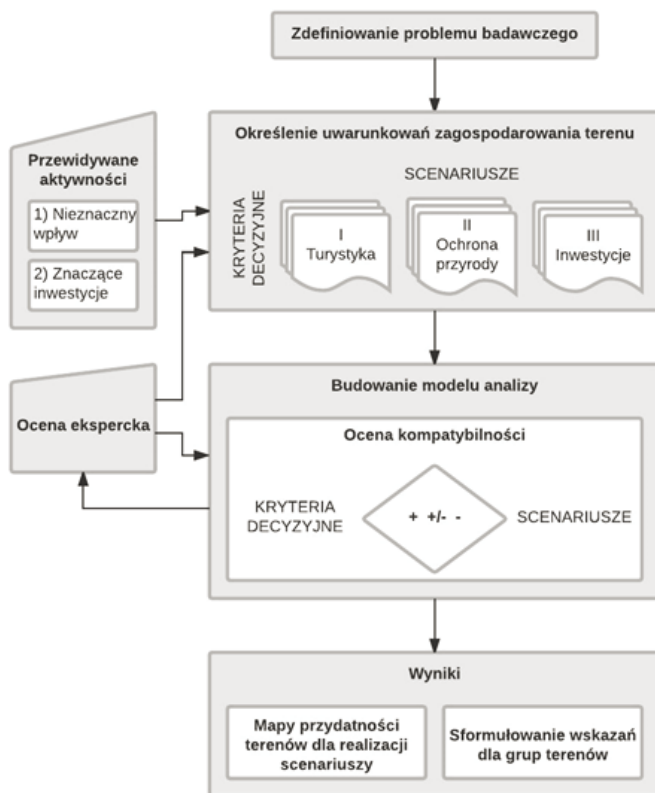 Zdefiniowanie problemu badawczego
Określenie uwarunkowań zagospodarowania terenu
Przewidywane
aktywności
1) Nieznaczny
wpływ
2) Znaczące
inwestycje
KRYTERIA
DECYZYJNE
SCENARIUSZE
I
Turystyka
II
Ochrona
przyrody
III
Inwestycje
Ocena ekspercka
Budowanie modelu analizy
Ocena kompatybilności
KRYTERIA
DECYZYJNE
+ +/- -
SCENARIUSZE
Wyniki
Mapy przydatności
terenów dla realizacji
scenariuszy
Sformułowanie wskazań
dla grup terenów